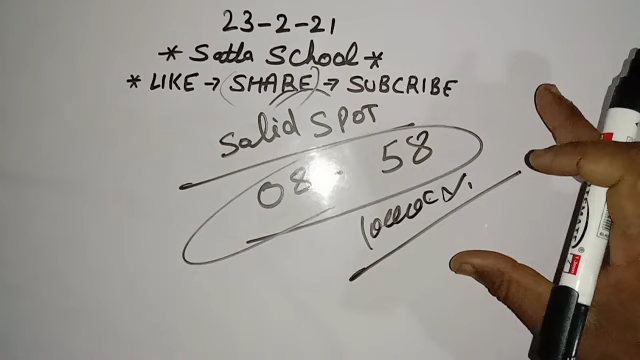 23-2-21
* Satta School *
* LIKE → SHARE → SUBCRIBE
Solid SPOT
08 - 58